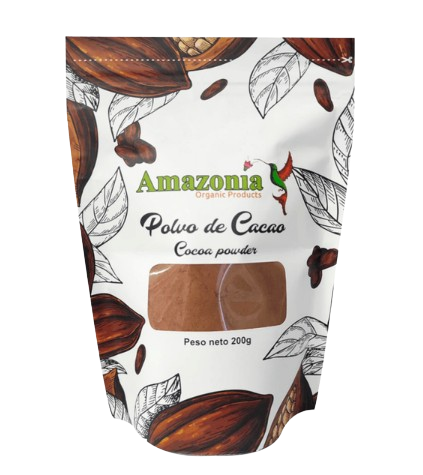 Amazonia
Organic Products
Polvo de Cacao
Cocoa powder
Peso neto 200g